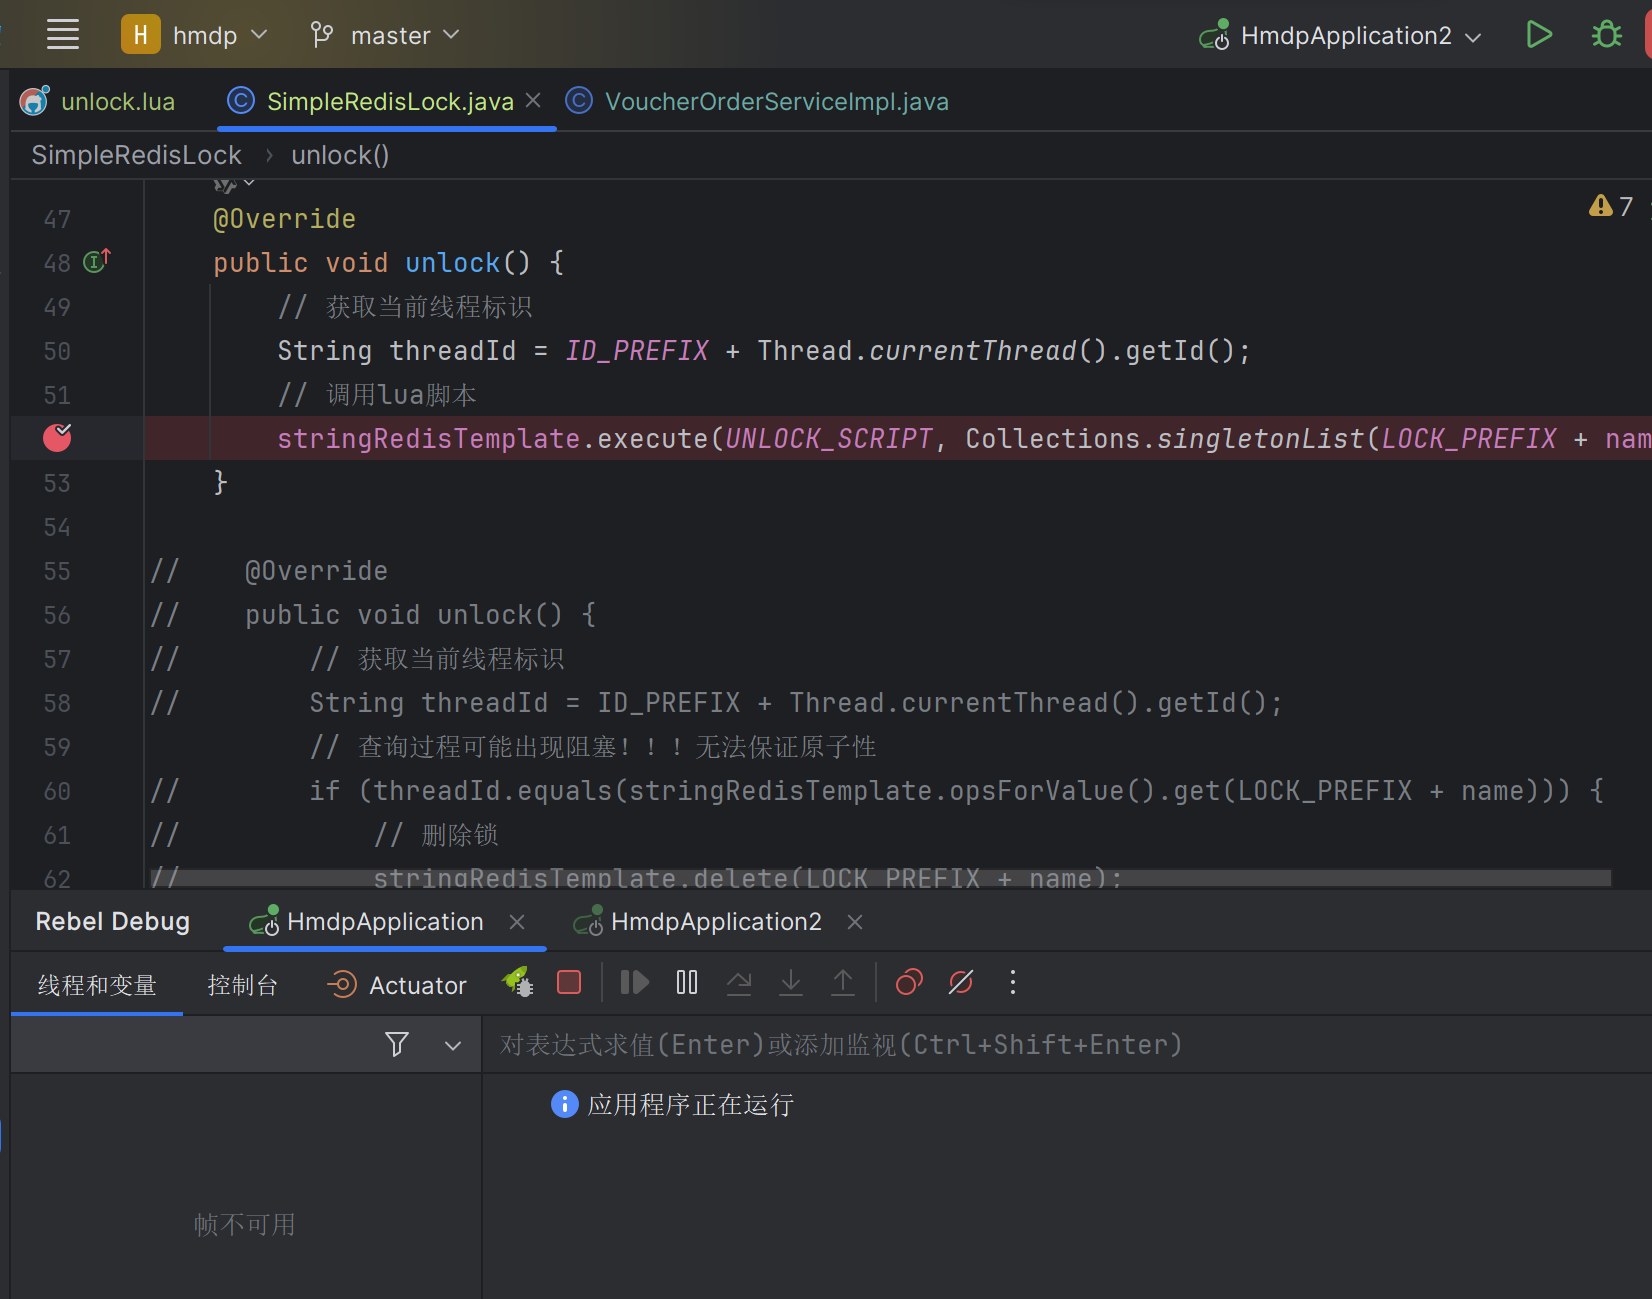 H hmdp master HmdpApplication2
unlock.lua SimpleRedisLock.java VoucherOrderServiceImpl.java
SimpleRedisLock › unlock()
7
47 @Override
48 public void unlock() {
49 // 获取当前线程标识
50 String threadId = ID_PREFIX + Thread.currentThread().getId();
51 // 调用lua脚本
stringRedisTemplate.execute(UNLOCK_SCRIPT, Collections.singletonList(LOCK_PREFIX + nam
53 }
54
55 // @Override
56 // public void unlock() {
57 // // 获取当前线程标识
58 // String threadId = ID_PREFIX + Thread.currentThread().getId();
59 // 查询过程可能出现阻塞！！！无法保证原子性
60 // if (threadId.equals(stringRedisTemplate.opsForValue().get(LOCK_PREFIX + name))) {
61 // // 删除锁
62 // stringRedisTemplate.delete(LOCK_PREFIX + name);
Rebel Debug HmdpApplication HmdpApplication2
线程和变量 控制台 Actuator
对表达式求值(Enter)或添加监视(Ctrl+Shift+Enter)
应用程序正在运行
帧不可用